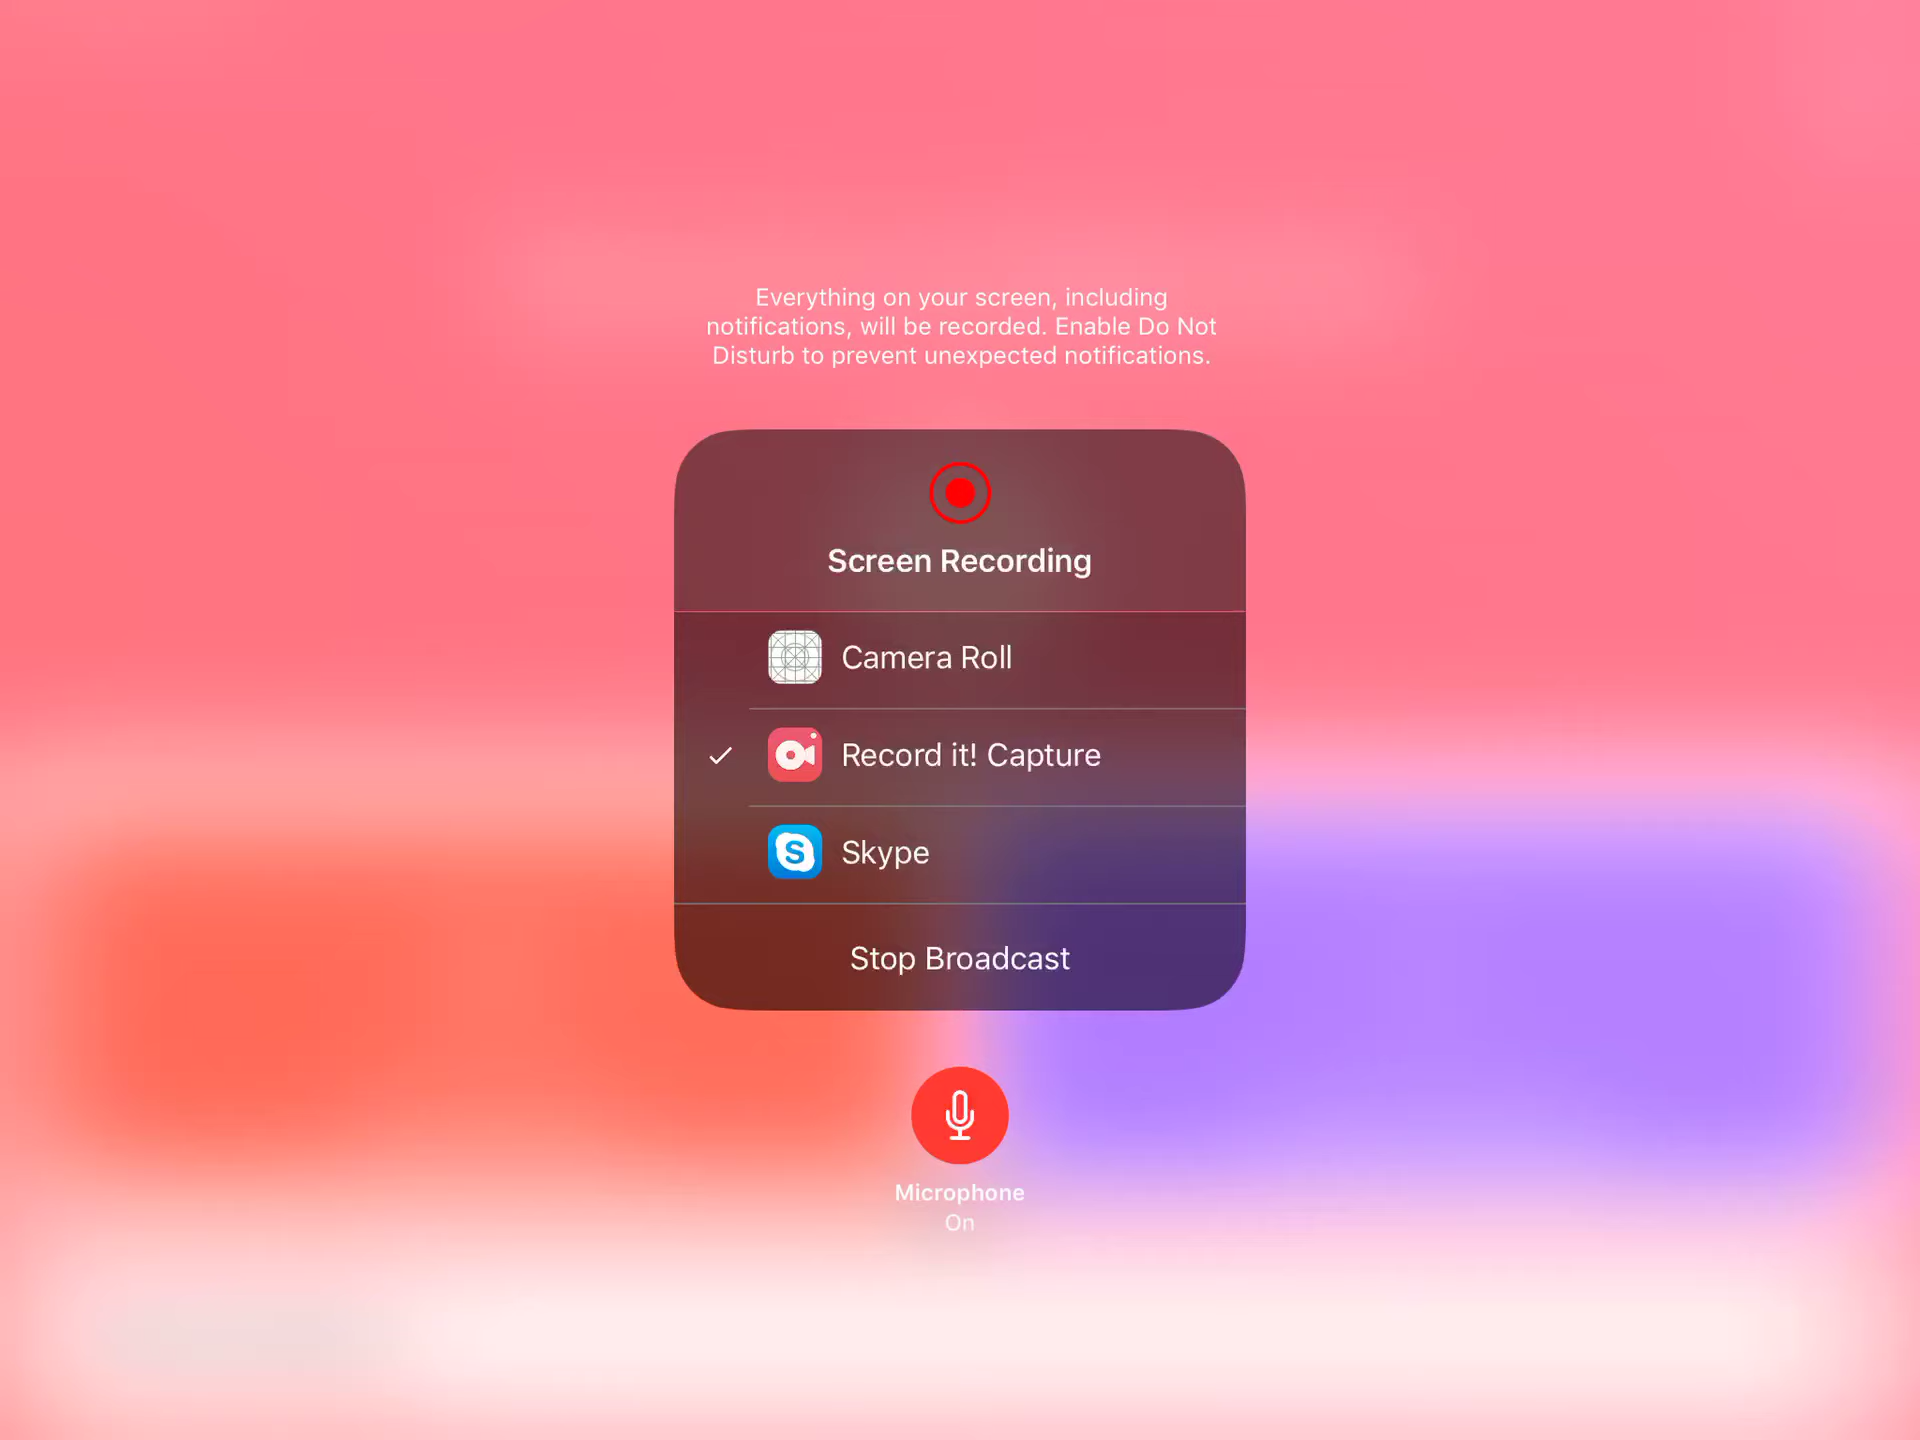 Everything on your screen, including
notifications, will be recorded. Enable Do Not
Disturb to prevent unexpected notifications.
Screen Recording
Camera Roll
Record it! Capture
S
Skype
Stop Broadcast
Microphone
On